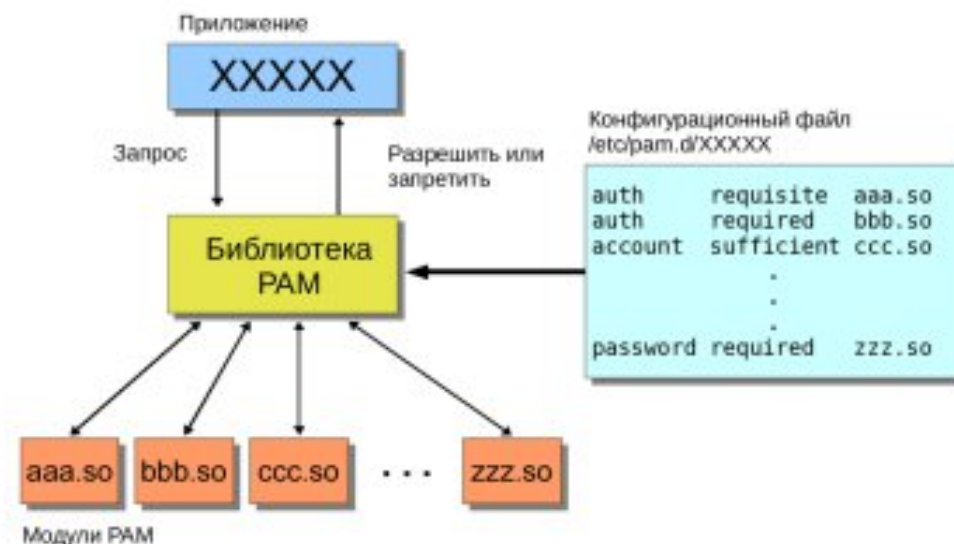 Приложение
XXXXX
Запрос
Разрешить или
запретить
Конфигурационный файл
/etc/pam.d/XXXXX
auth requisite aaa.so
auth required bbb.so
account sufficient ccc.so
.
.
.
password required zzz.so
Библиотека
PAM
aaa.so bbb.so ccc.so . . . zzz.so
Модули PAM